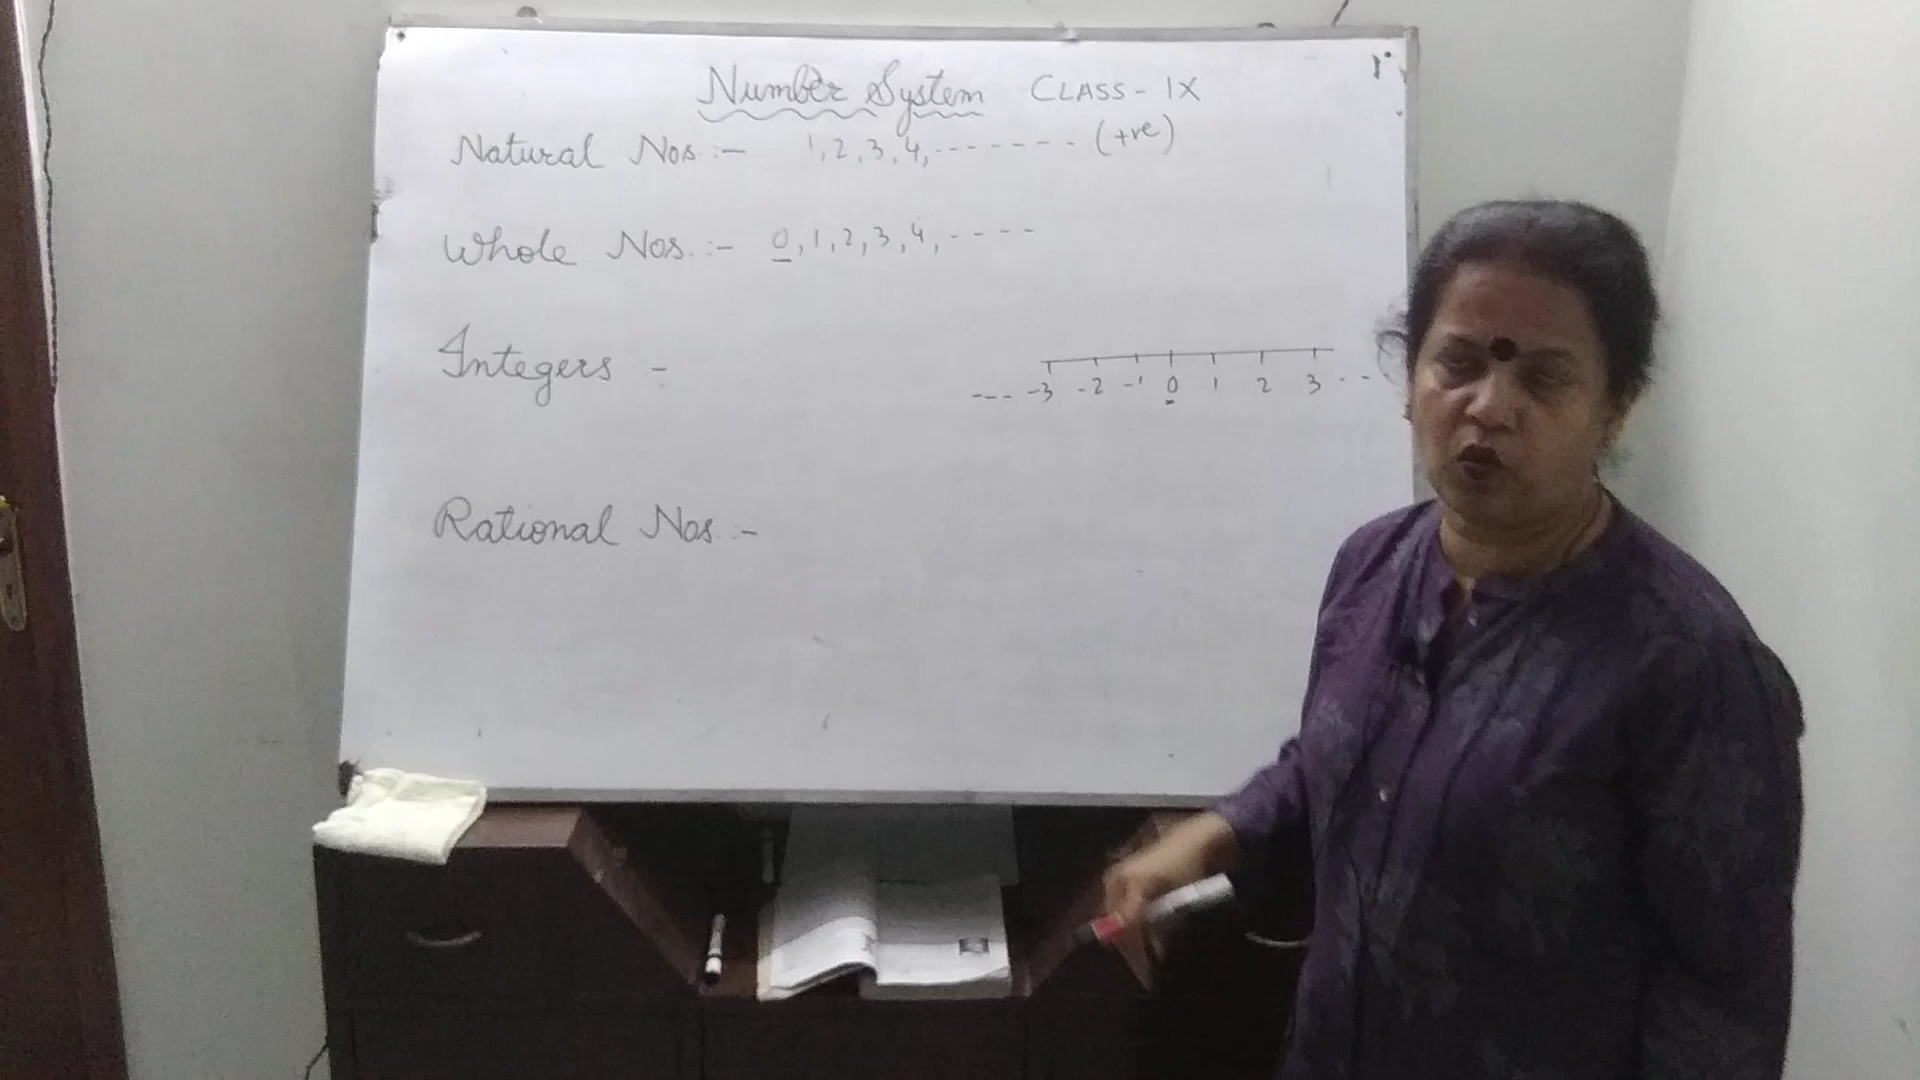 Number System CLASS - IX
Natural Nos :- 1, 2, 3, 4, ------- (+ve)
Whole Nos. :- 0, 1, 2, 3, 4, ----
Integers -
--- -3 -2 -1 0 1 2 3 ---
Rational Nos. :-